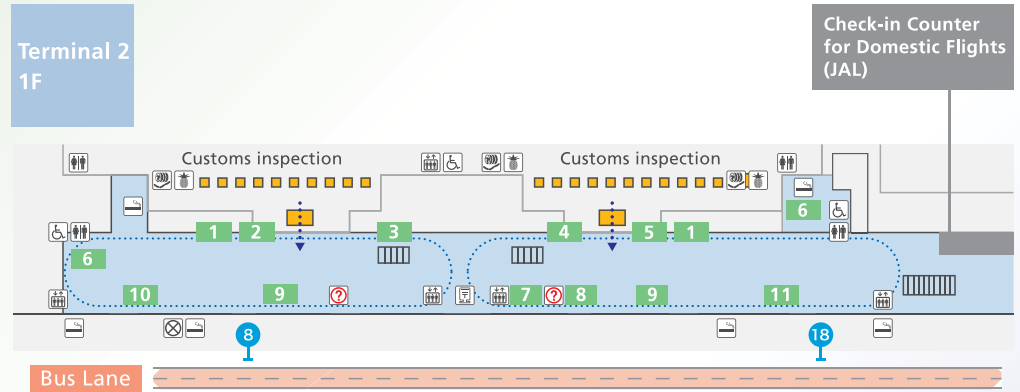 Terminal 2
1F
Check-in Counter
for Domestic Flights
(JAL)
Customs inspection
Customs inspection
6
1
2
3
4
5
1
6
10
9
?
7
?
8
9
11
8
18
Bus Lane